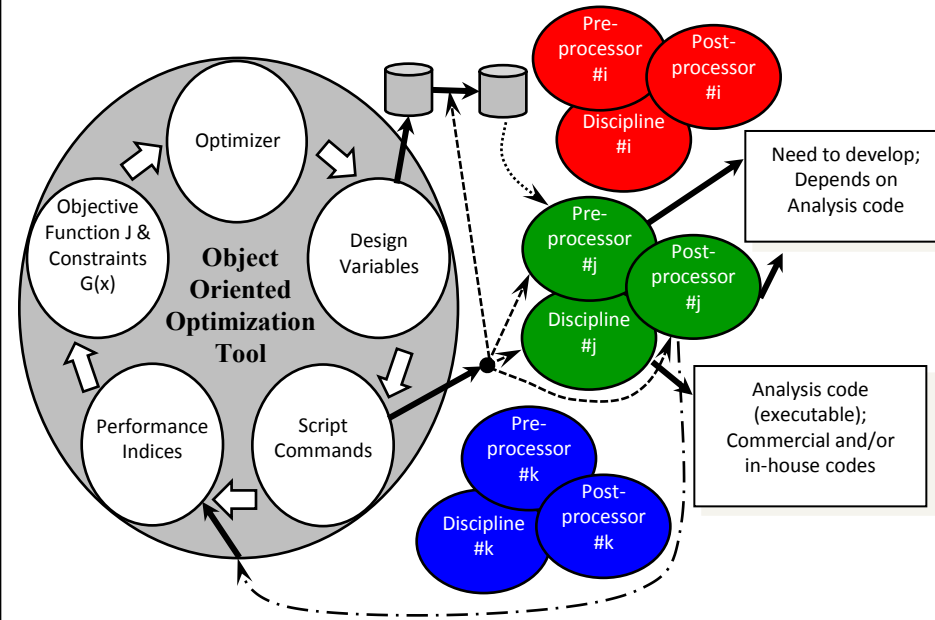 Optimizer
Objective
Function J &
Constraints
G(x)
Design
Variables
Object
Oriented
Optimization
Tool
Performance
Indices
Script
Commands
Pre-
processor
#i
Post-
processor
#i
Discipline
#i
Pre-
processor
#j
Post-
processor
#j
Discipline
#j
Need to develop;
Depends on
Analysis code
Analysis code
(executable);
Commercial and/or
in-house codes
Pre-
processor
#k
Discipline
#k
Post-
processor
#k